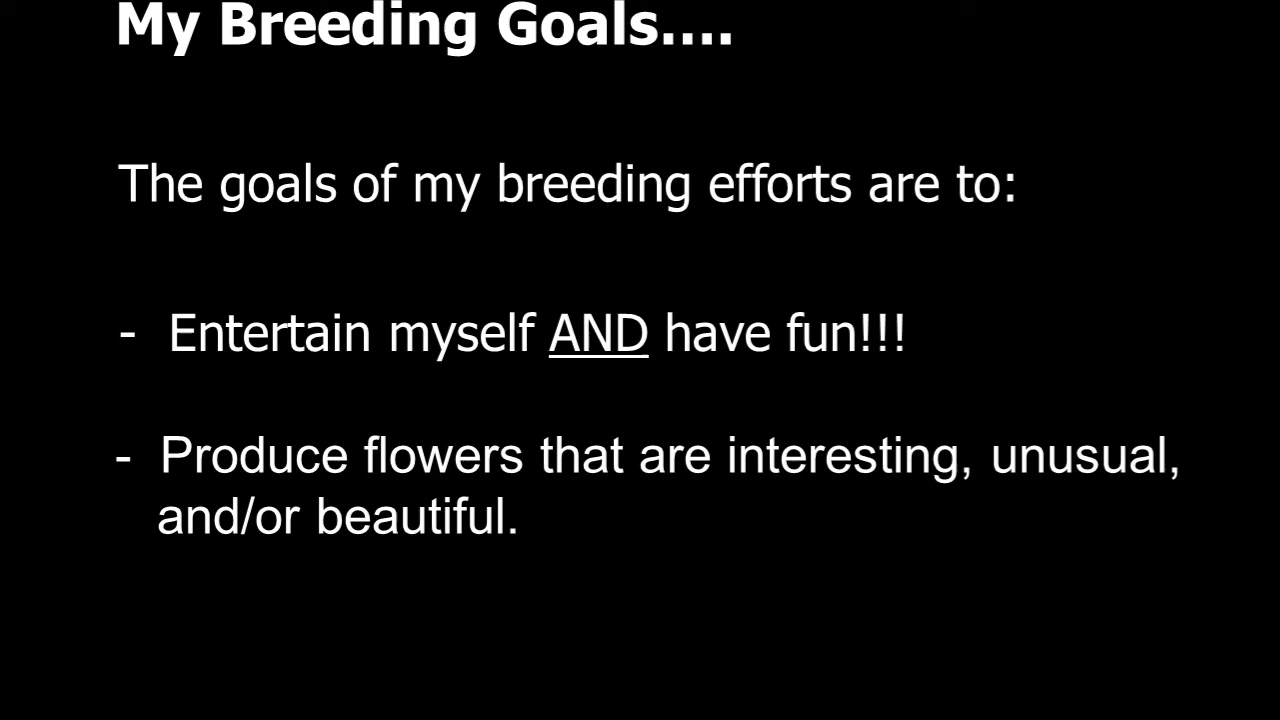 My Breeding Goals....
The goals of my breeding efforts are to:
- Entertain myself AND have fun!!!
- Produce flowers that are interesting, unusual,
and/or beautiful.